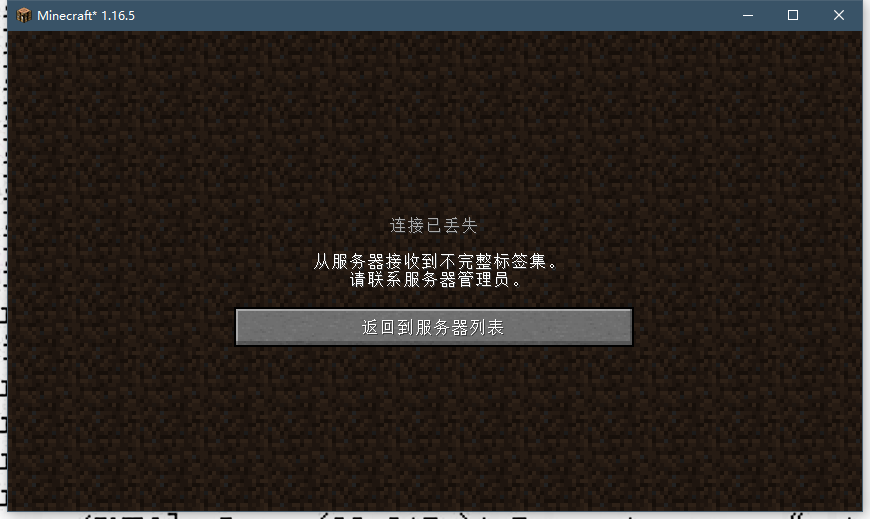 Minecraft* 1.16.5
连接已丢失
从服务器接收到不完整标签集。
请联系服务器管理员。
返回到服务器列表